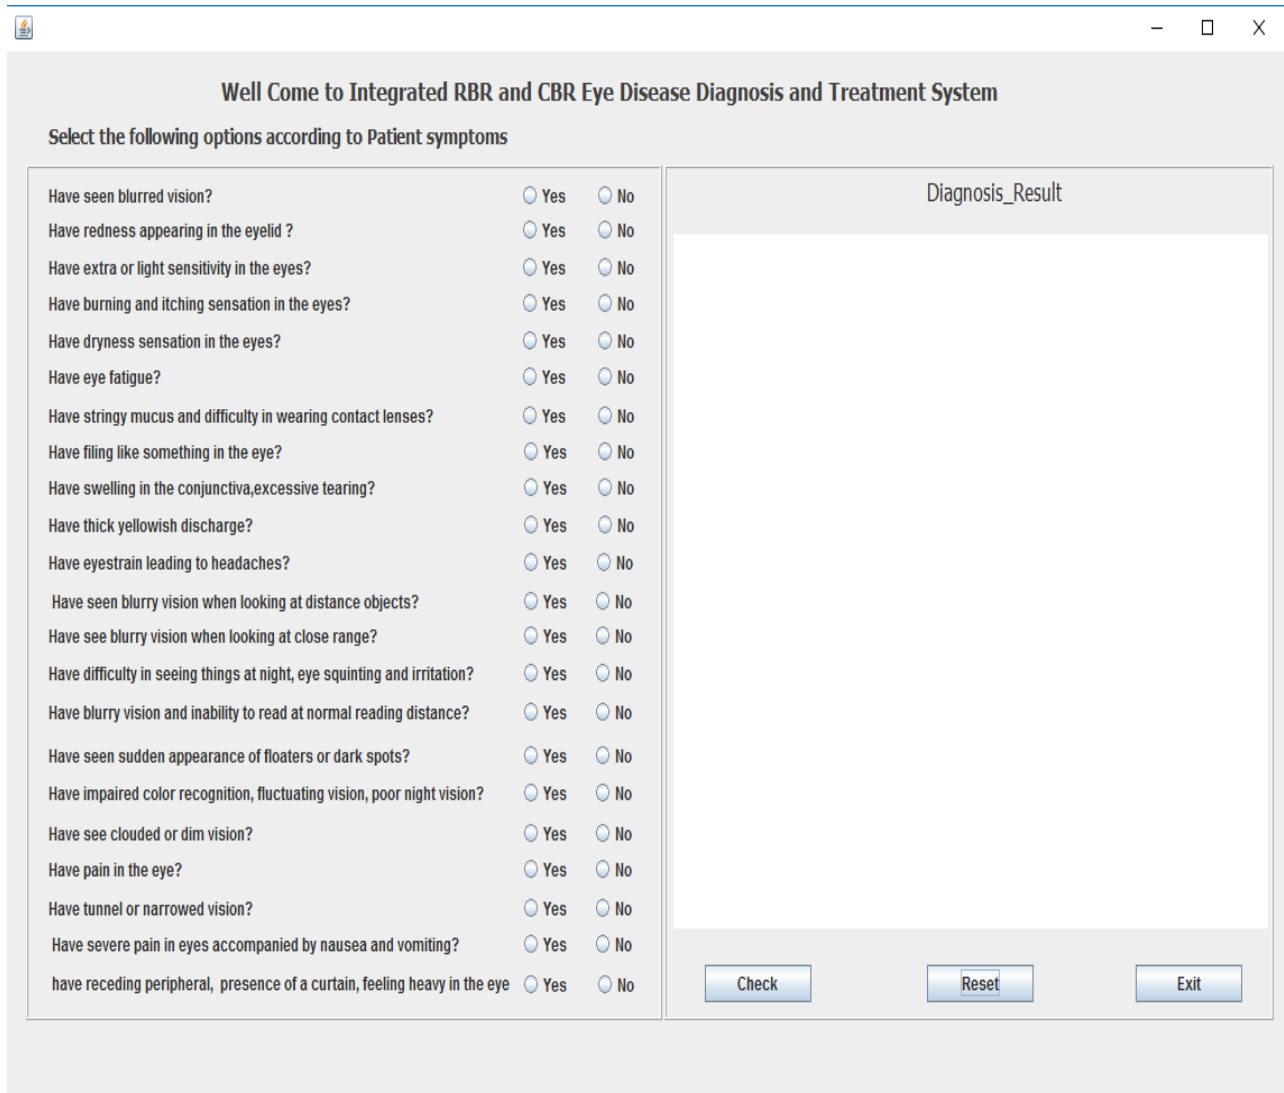 Well Come to Integrated RBR and CBR Eye Disease Diagnosis and Treatment System
Select the following options according to Patient symptoms
Have seen blurred vision? Yes No
Have redness appearing in the eyelid ? Yes No
Have extra or light sensitivity in the eyes? Yes No
Have burning and itching sensation in the eyes? Yes No
Have dryness sensation in the eyes? Yes No
Have eye fatigue? Yes No
Have stringy mucus and difficulty in wearing contact lenses? Yes No
Have filing like something in the eye? Yes No
Have swelling in the conjunctiva,excessive tearing? Yes No
Have thick yellowish discharge? Yes No
Have eyestrain leading to headaches? Yes No
Have seen blurry vision when looking at distance objects? Yes No
Have see blurry vision when looking at close range? Yes No
Have difficulty in seeing things at night, eye squinting and irritation? Yes No
Have blurry vision and inability to read at normal reading distance? Yes No
Have seen sudden appearance of floaters or dark spots? Yes No
Have impaired color recognition, fluctuating vision, poor night vision? Yes No
Have see clouded or dim vision? Yes No
Have pain in the eye? Yes No
Have tunnel or narrowed vision? Yes No
Have severe pain in eyes accompanied by nausea and vomiting? Yes No
have receding peripheral, presence of a curtain, feeling heavy in the eye Yes No
Diagnosis_Result
Check Reset Exit